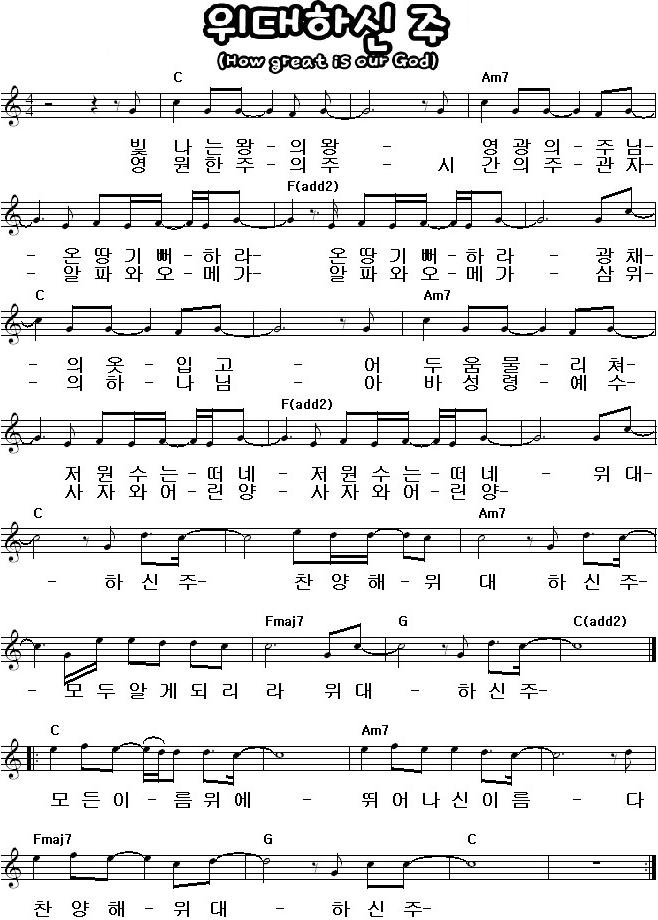 위대하신 주
(How great is our God)
C Am7
빛 나는왕 - 의왕 - 영 광의 - 주님 -
영 원한주 - 의주 - 시 간의주 - 관자 -
F(add2)
- 온 땅 기 뻐 - 하 라 - 온 땅 기 뻐 - 하 라 - 광 채 -
- 알 파 와 오 - 메 가 - 알 파 와 오 - 메 가 - 삼 위 -
C Am7
- 의 옷 - 입 고 - 어 두 움 물 - 리 쳐 -
- 의 하 - 나 님 - 아 바 성 령 - 예 수 -
F(add2)
저 원 수 는 - 떠 네 - 저 원 수 는 - 떠 네 - 위 대 -
사 자 와 어 - 린 양 - 사 자 와 어 - 린 양 -
C Am7
- 하 신 주 - 찬 양 해 - 위 대 하 신 주 -
Fmaj7 G C(add2)
- 모 두 알 게 되 리 라 위 대 - 하 신 주 -
C Am7
모 든 이 - 름 위 에 - 뛰 어 나 신 이 름 - 다
Fmaj7 G C
찬 양 해 - 위 대 - 하 신 주 -